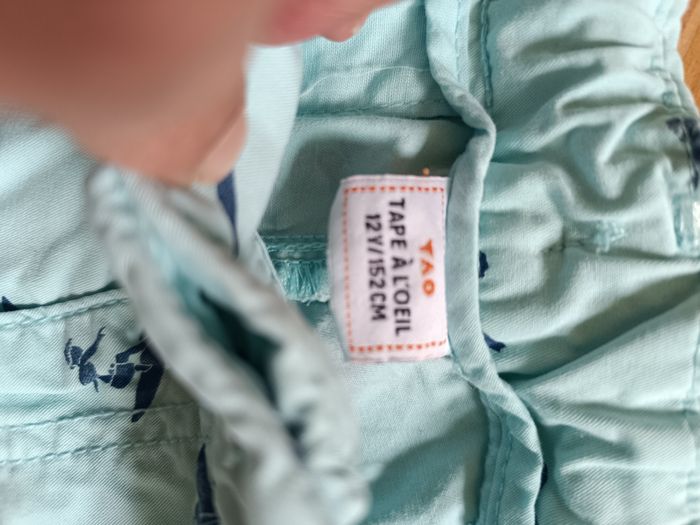 TAO
TAPE À L'OEIL
12Y/152CM